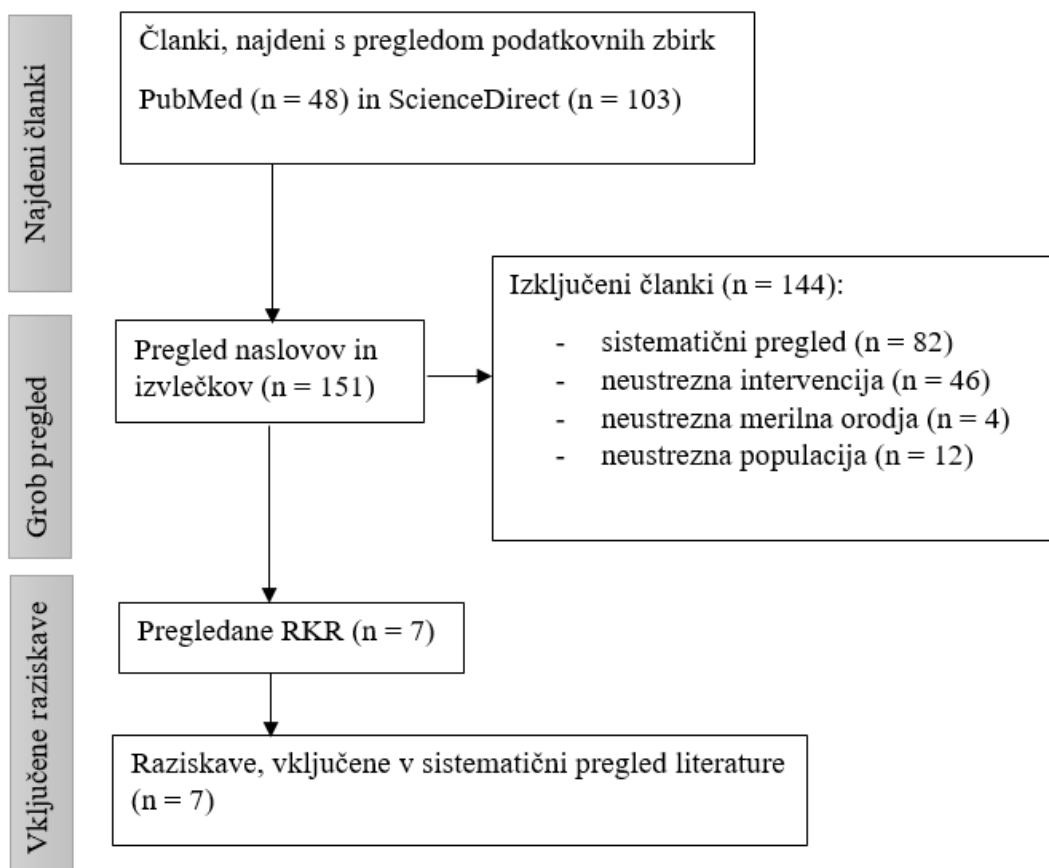 Najdeni članki
Članki, najdeni s pregledom podatkovnih zbirk
PubMed (n = 48) in ScienceDirect (n = 103)
Grob pregled
Pregled naslovov in
izvlečkov (n = 151)
Izključeni članki (n = 144):
- sistematični pregled (n = 82)
- neustrezna intervencija (n = 46)
- neustrezna merilna orodja (n = 4)
- neustrezna populacija (n = 12)
Vključene raziskave
Pregledane RKR (n = 7)
Raziskave, vključene v sistematični pregled literature
(n = 7)